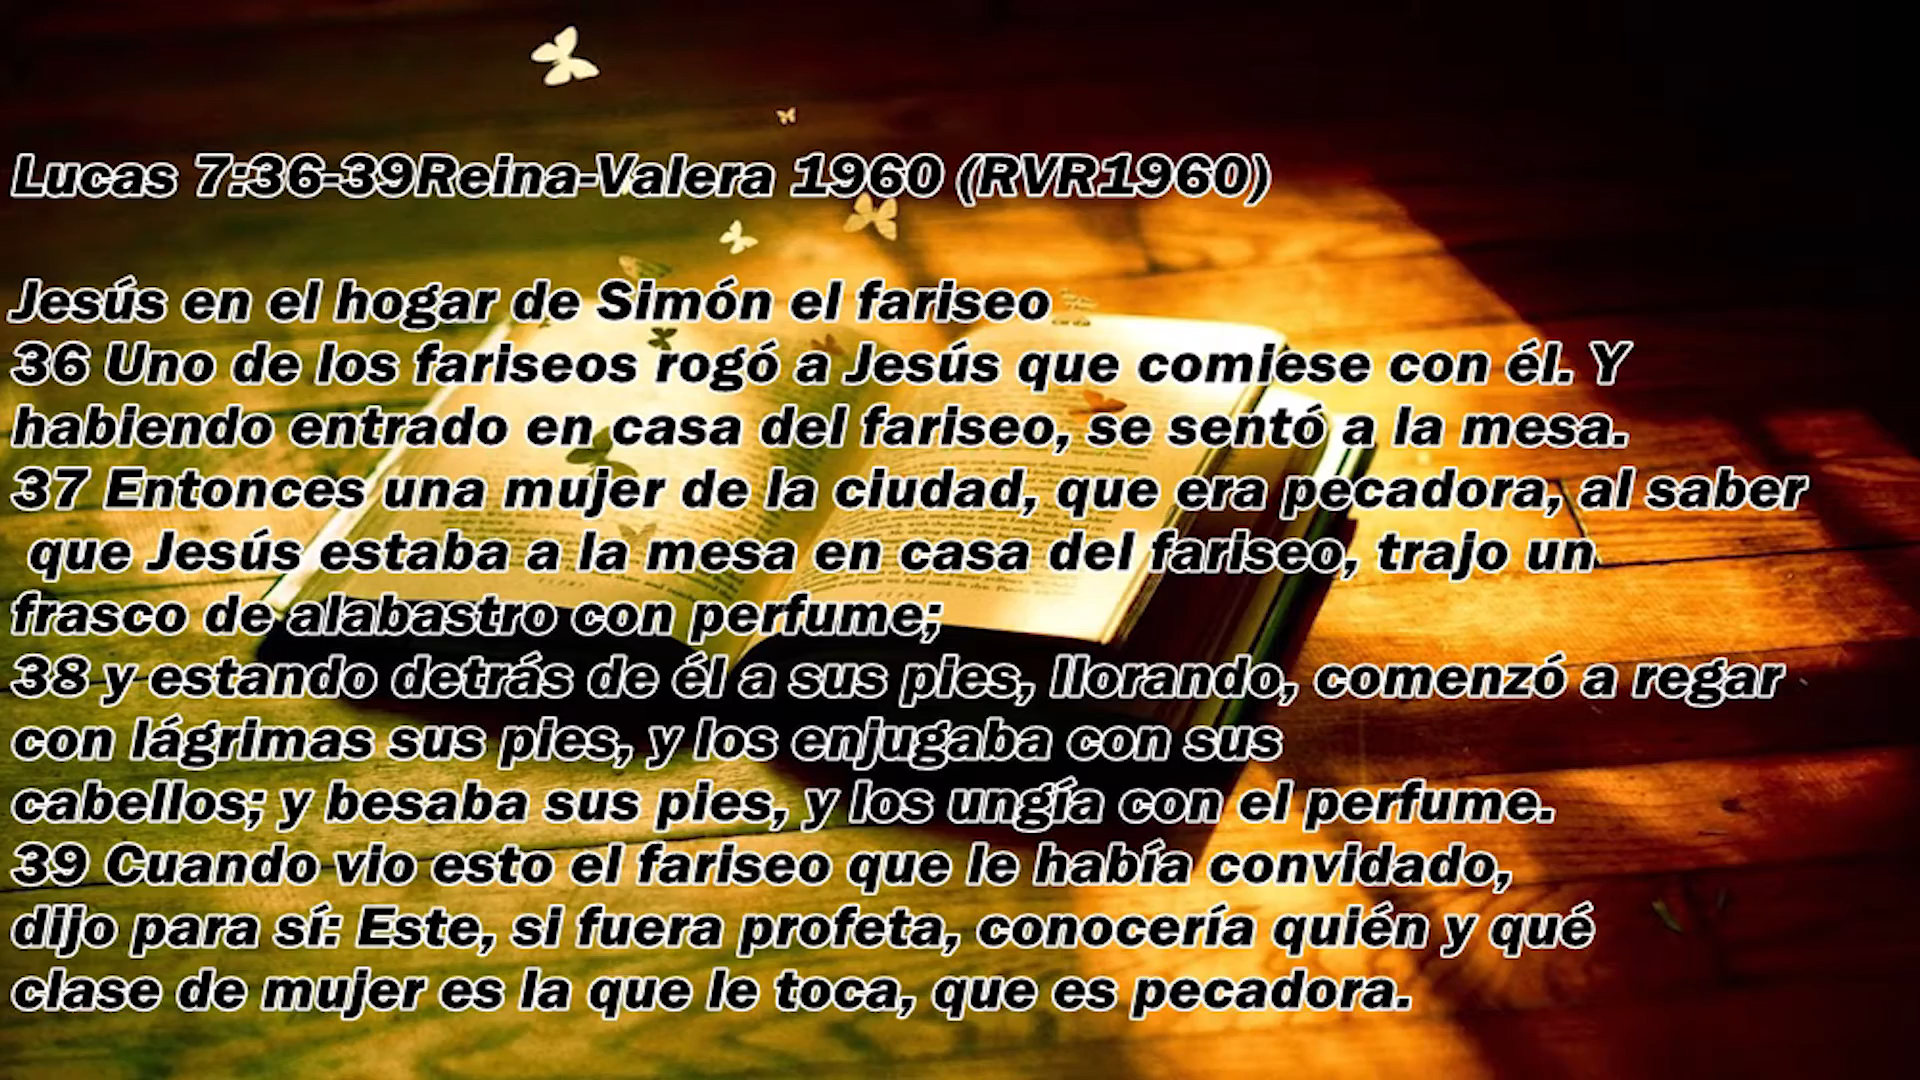 Lucas 7:36-39Reina-Valera 1960 (RVR1960)
Jesús en el hogar de Simón el fariseo
36 Uno de los fariseos rogó a Jesús que comiese con él. Y
habiendo entrado en casa del fariseo, se sentó a la mesa.
37 Entonces una mujer de la ciudad, que era pecadora, al saber
que Jesús estaba a la mesa en casa del fariseo, trajo un
frasco de alabastro con perfume;
38 y estando detrás de él a sus pies, llorando, comenzó a regar
con lágrimas sus pies, y los enjugaba con sus
cabellos; y besaba sus pies, y los ungía con el perfume.
39 Cuando vio esto el fariseo que le había convidado,
dijo para sí: Este, si fuera profeta, conocería quién y qué
clase de mujer es la que le toca, que es pecadora.